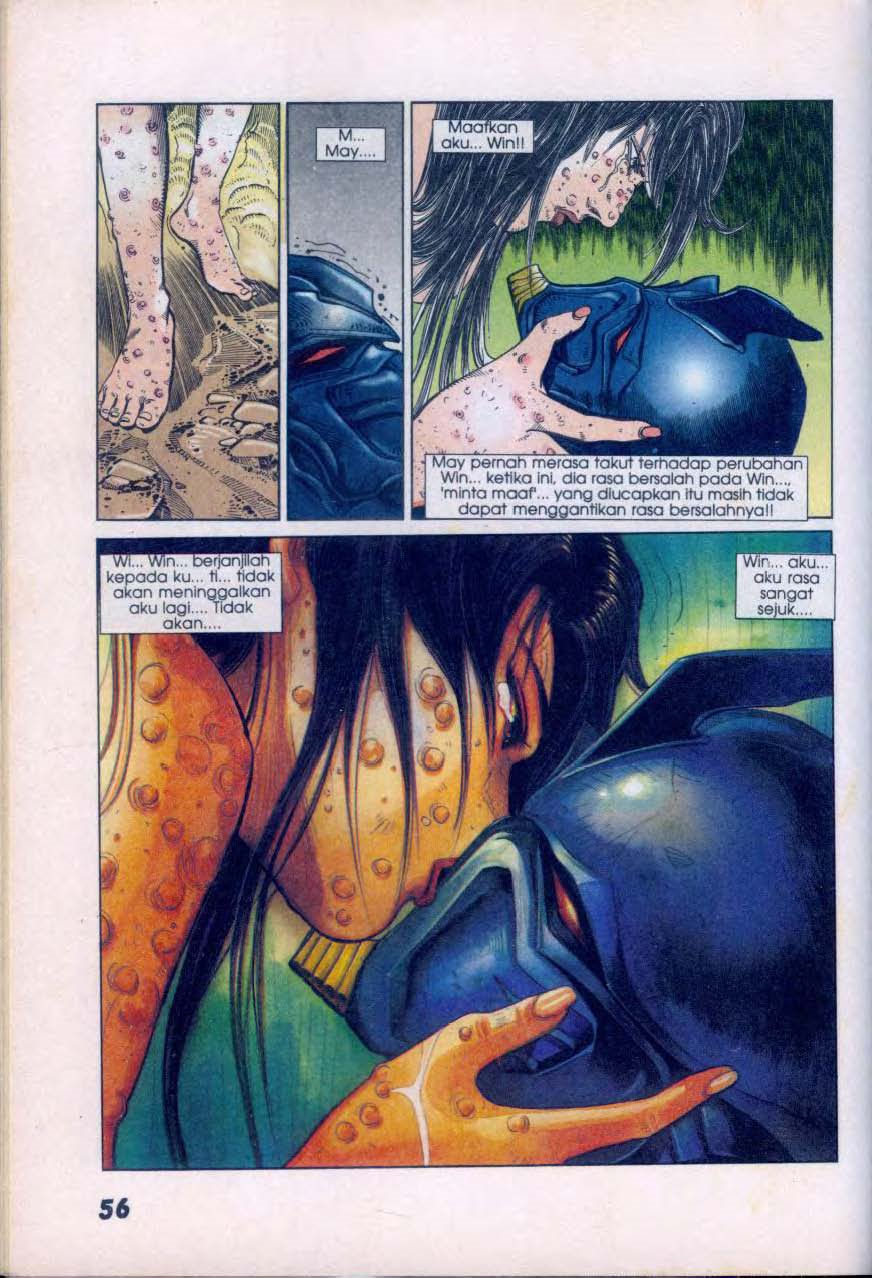 M...
May....
Maafkan
aku... Win!!
May pernah merasa takut terhadap perubahan
Win... ketika ini, dia rasa bersalah pada Win...,
'minta maaf'... yang diucapkan itu masih tidak
dapat menggantikan rasa bersalahnya!!
Wi... Win... berjanjilah
kepada ku... ti... tidak
akan meninggalkan
aku lagi.... Tidak
akan....
Win... aku...
aku rasa
sangat
sejuk....
56